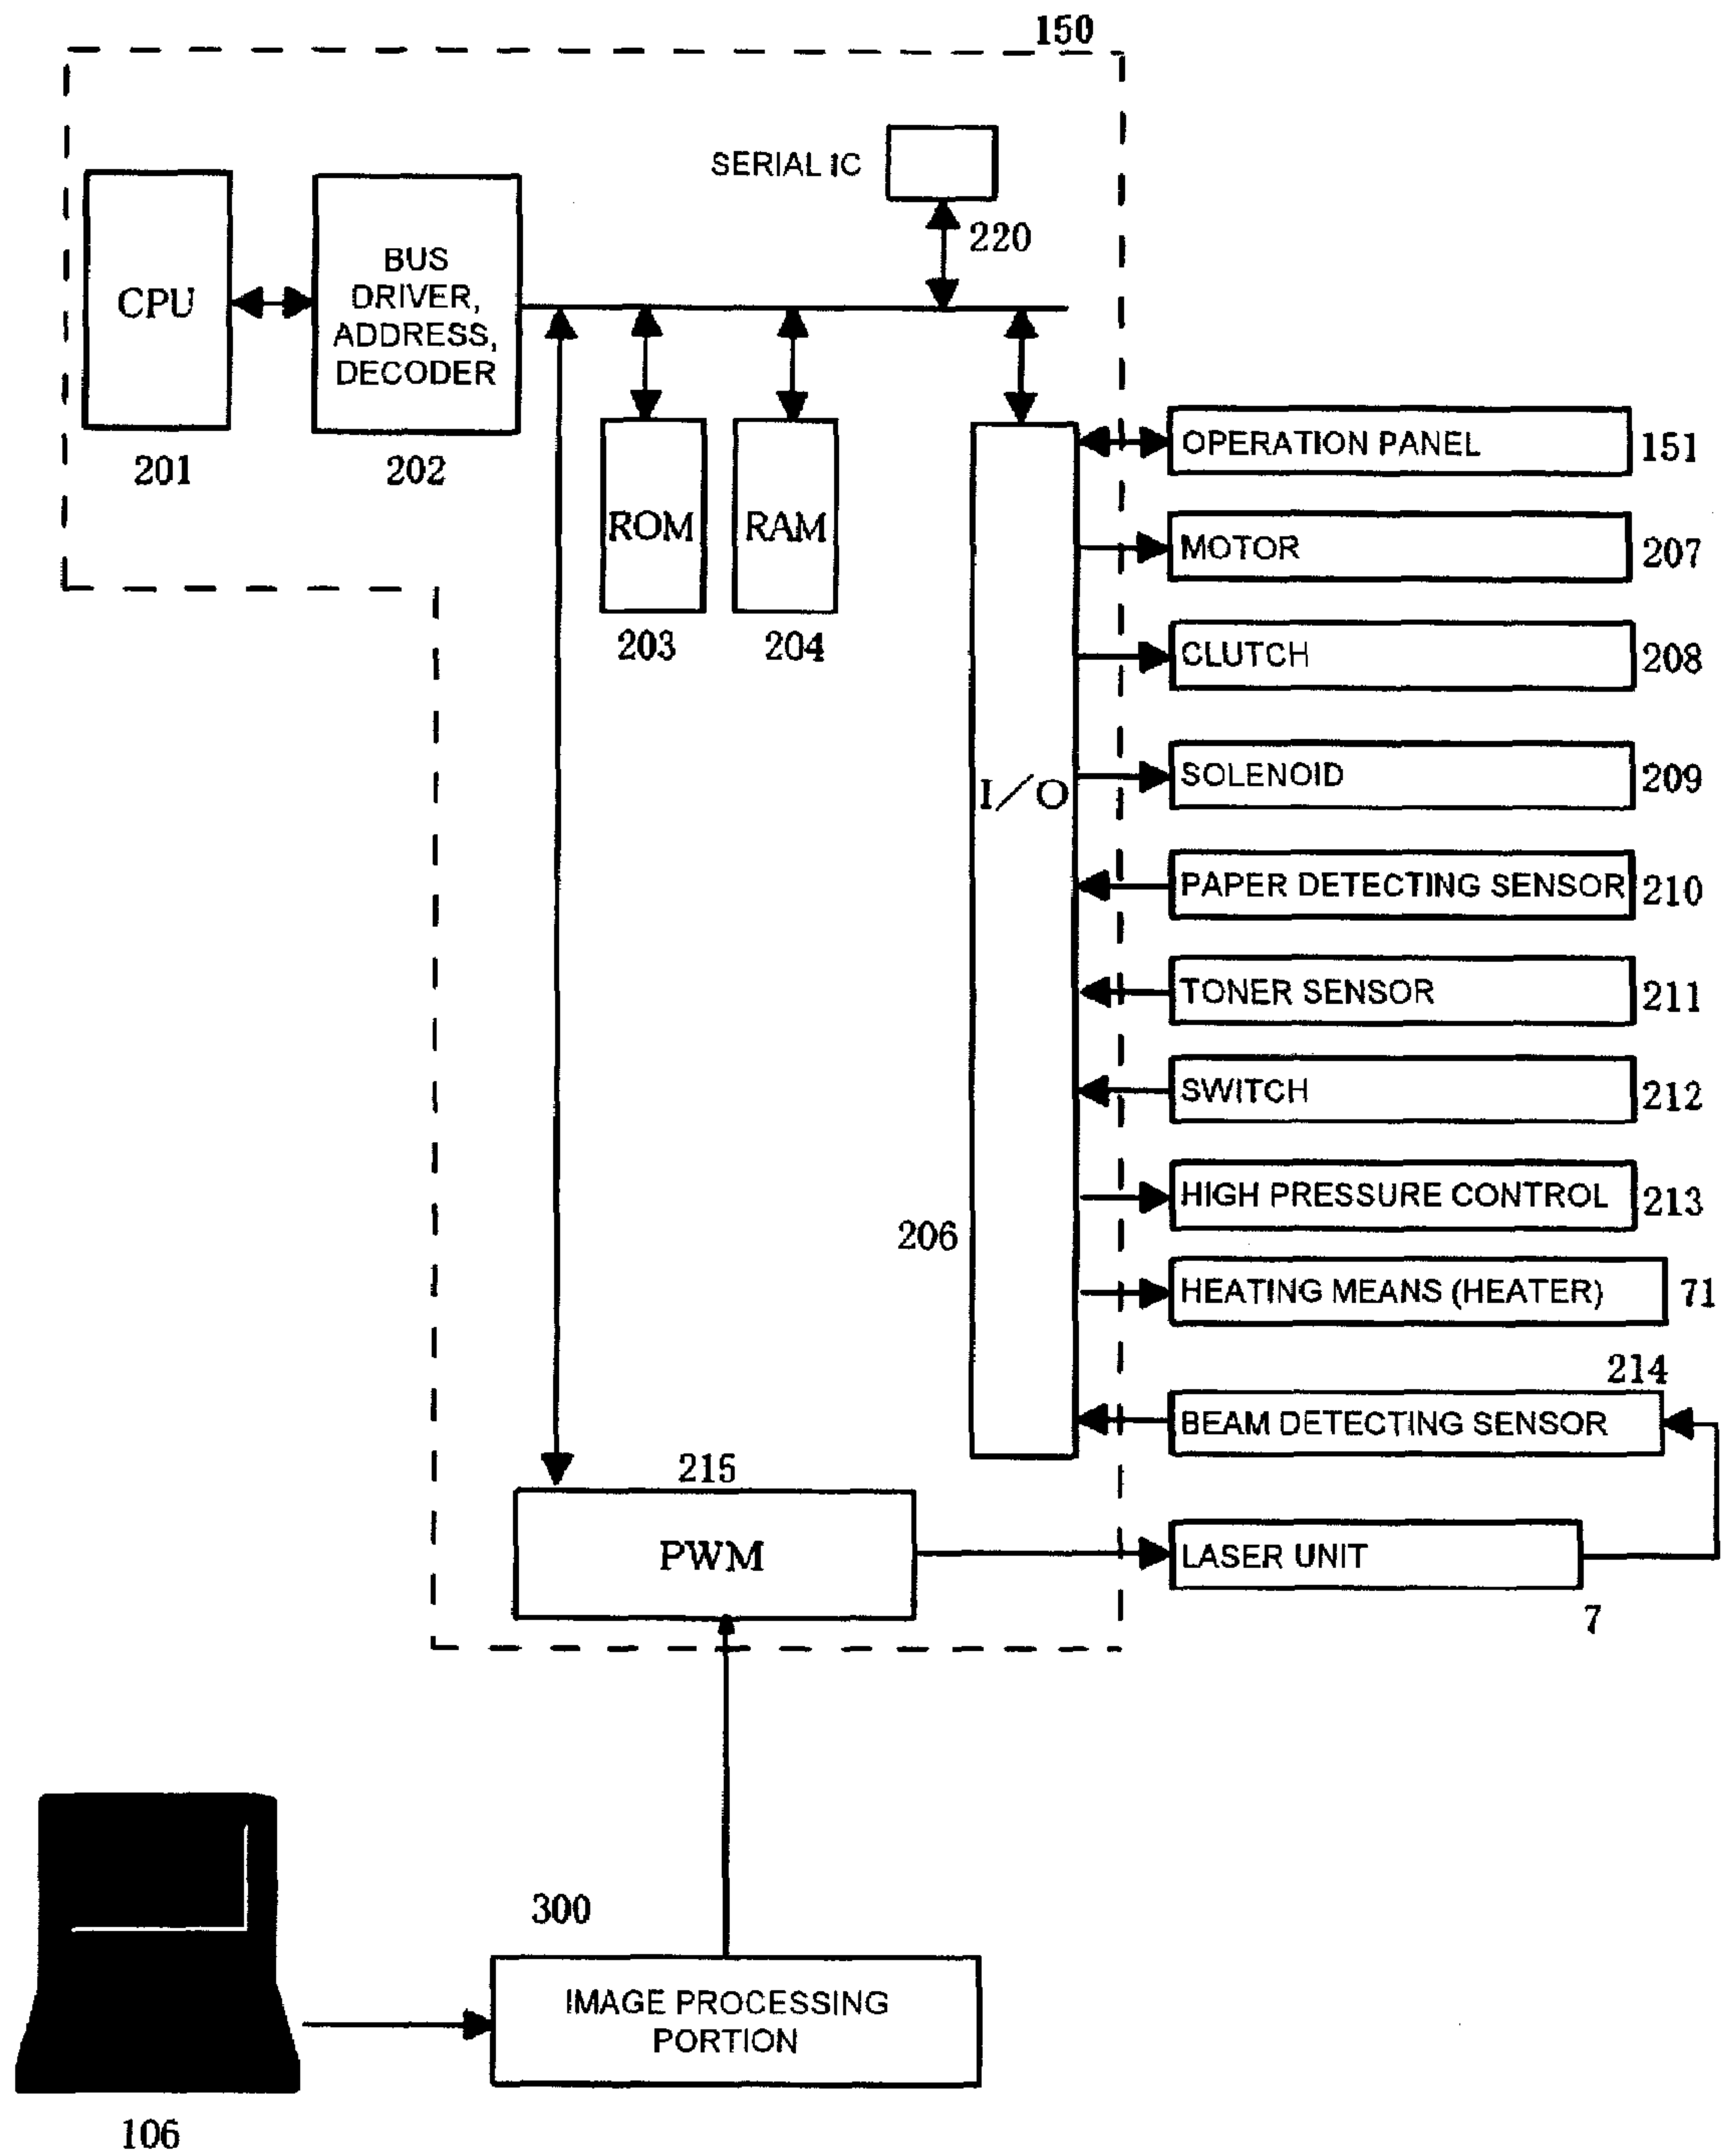 150
SERIAL IC
220
CPU
201
BUS
DRIVER,
ADDRESS,
DECODER
202
ROM
203
RAM
204
I/O
206
OPERATION PANEL
151
MOTOR
207
CLUTCH
208
SOLENOID
209
PAPER DETECTING SENSOR
210
TONER SENSOR
211
SWITCH
212
HIGH PRESSURE CONTROL
213
HEATING MEANS (HEATER)
71
214
BEAM DETECTING SENSOR
215
PWM
LASER UNIT
7
300
IMAGE PROCESSING
PORTION
106